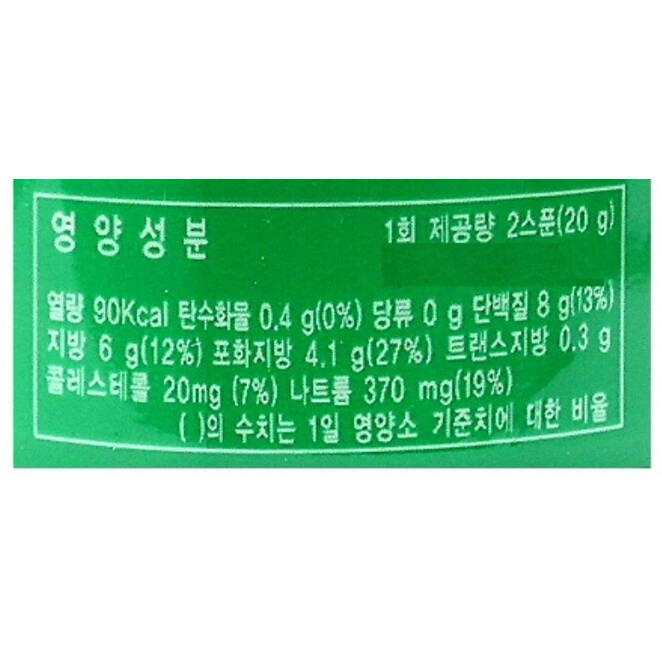 영양성분
1회 제공량 2스푼(20 g)
열량 90Kcal 탄수화물 0.4 g(0%) 당류 0 g 단백질 8 g(13%)
지방 6 g(12%) 포화지방 4.1 g(27%) 트랜스지방 0.3 g
콜레스테롤 20mg (7%) 나트륨 370 mg(19%)
( )의 수치는 1일 영양소 기준치에 대한 비율